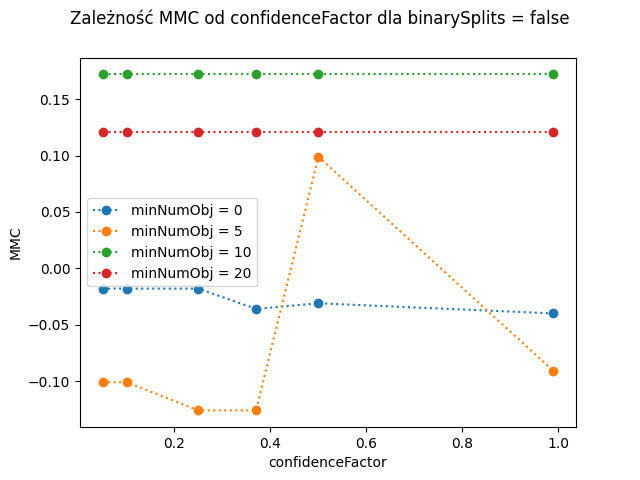 Zależność MMC od confidenceFactor dla binarySplits = false
MMC
0.15
0.10
0.05
0.00
−0.05
−0.10
minNumObj = 0
minNumObj = 5
minNumObj = 10
minNumObj = 20
0.2 0.4 0.6 0.8 1.0
confidenceFactor